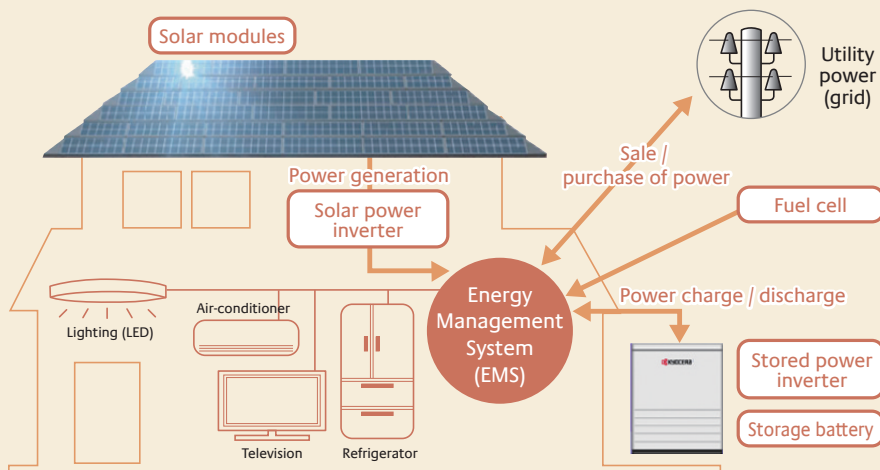 Solar modules
Utility
power
(grid)
Sale /
purchase of power
Power generation
Solar power
inverter
Fuel cell
Energy
Management
System
(EMS)
Power charge / discharge
Air-conditioner
Lighting (LED)
Television
Refrigerator
KYOCERA
Stored power
inverter
Storage battery